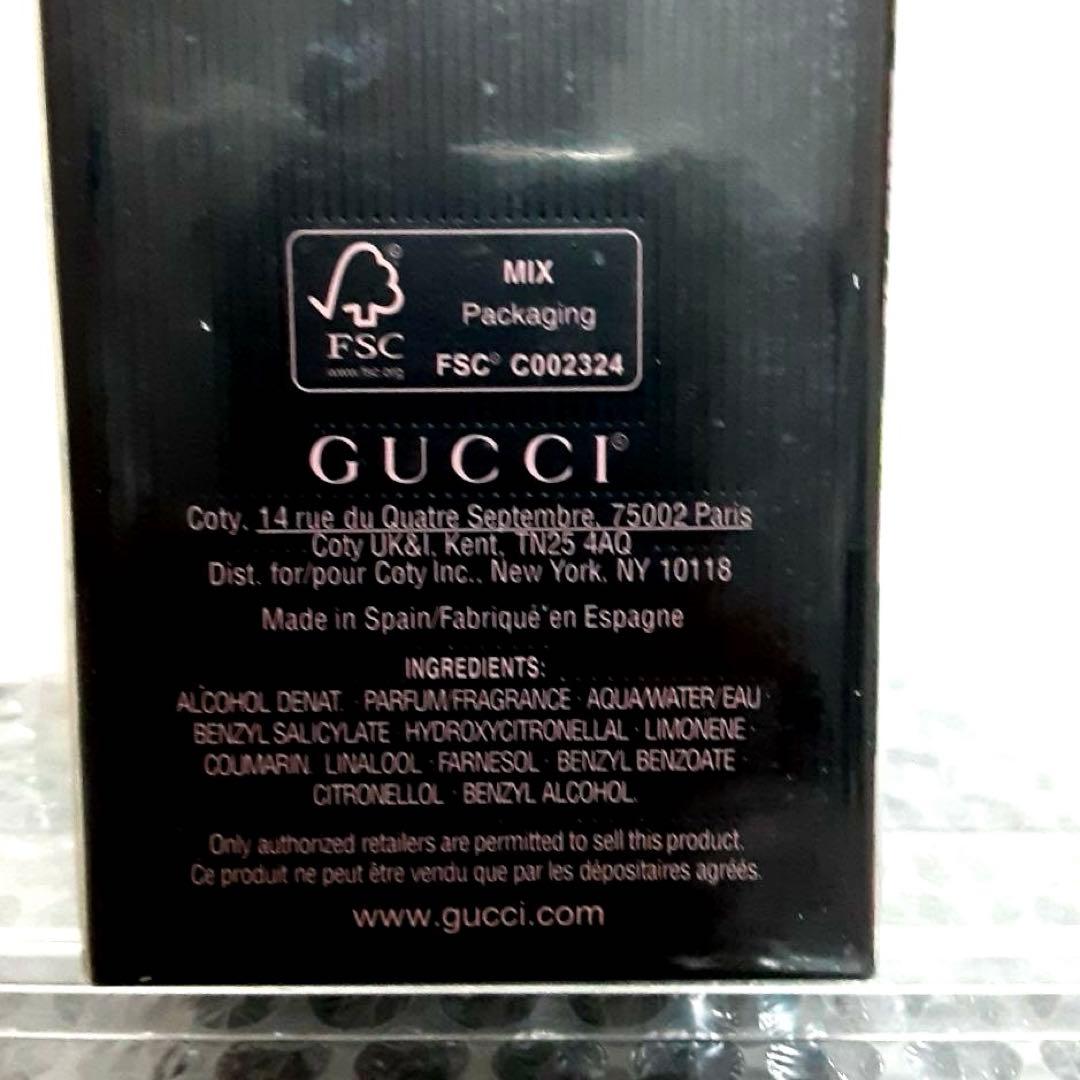 MIX
Packaging
FSC® C002324
FSC
www.fsc.org
GUCCI®
Coty. 14 rue du Quatre Septembre, 75002 Paris
Coty UK&I, Kent, TN25 4AQ
Dist. for/pour Coty Inc., New York, NY 10118
Made in Spain/Fabriqué en Espagne
INGREDIENTS:
ALCOHOL DENAT. · PARFUM/FRAGRANCE · AQUA/WATER/EAU ·
BENZYL SALICYLATE · HYDROXYCITRONELLAL · LIMONENE ·
COUMARIN · LINALOOL · FARNESOL · BENZYL BENZOATE ·
CITRONELLOL · BENZYL ALCOHOL.
Only authorized retailers are permitted to sell this product.
Ce produit ne peut être vendu que par les dépositaires agréés.
www.gucci.com